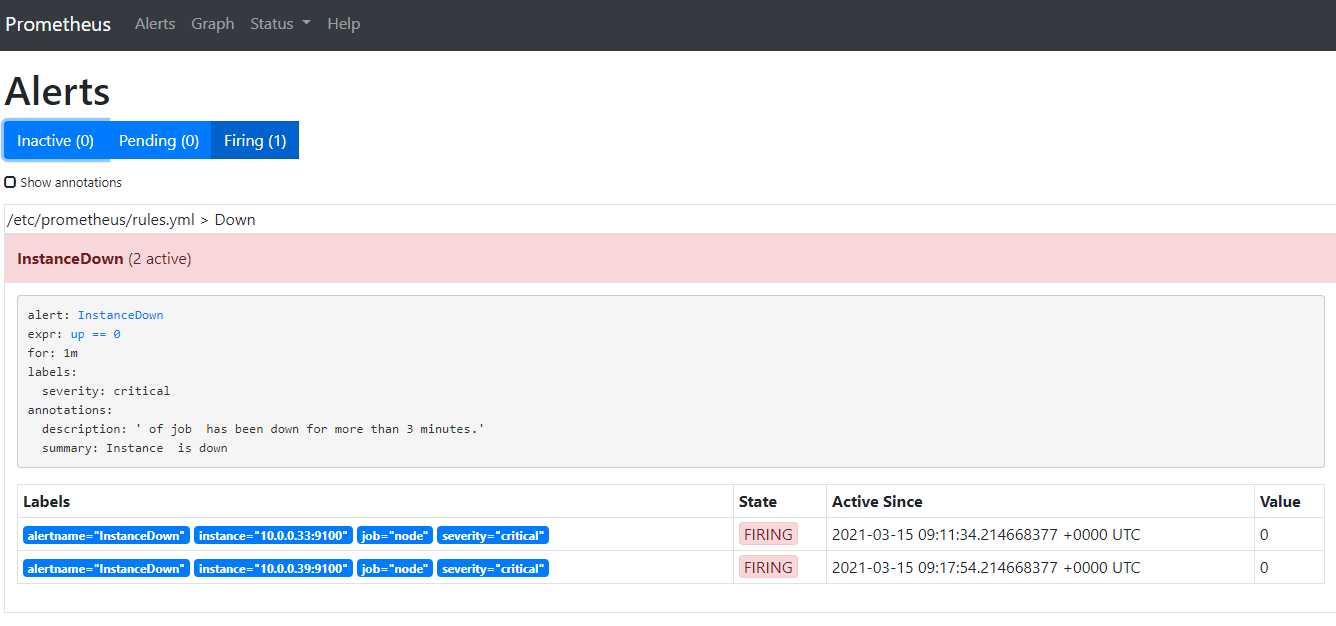 Prometheus Alerts Graph Status Help
Alerts
Inactive (0) Pending (0) Firing (1)
Show annotations
/etc/prometheus/rules.yml > Down
InstanceDown (2 active)
alert: InstanceDown
expr: up == 0
for: 1m
labels:
  severity: critical
annotations:
  description: ' of job  has been down for more than 3 minutes.'
  summary: Instance  is down
Labels State Active Since Value
alertname="InstanceDown" instance="10.0.0.33:9100" job="node" severity="critical" FIRING 2021-03-15 09:11:34.214668377 +0000 UTC 0
alertname="InstanceDown" instance="10.0.0.39:9100" job="node" severity="critical" FIRING 2021-03-15 09:17:54.214668377 +0000 UTC 0